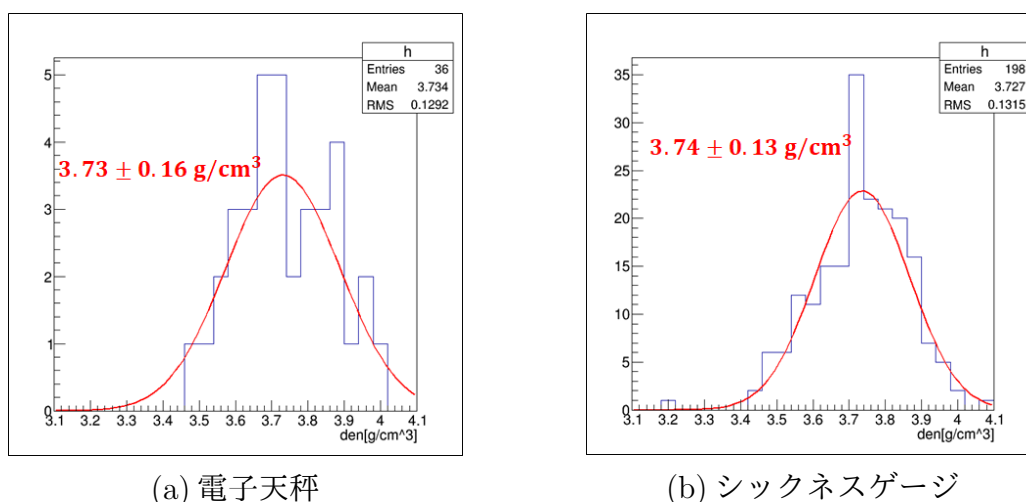 h
Entries 36
Mean 3.734
RMS 0.1292
5
4
3
2
1
0
3.73 ± 0.16 g/cm³
3.1 3.2 3.3 3.4 3.5 3.6 3.7 3.8 3.9 4 4.1
den[g/cm^3]
(a) 電子天秤
h
Entries 198
Mean 3.727
RMS 0.1315
35
30
25
20
15
10
5
0
3.74 ± 0.13 g/cm³
3.1 3.2 3.3 3.4 3.5 3.6 3.7 3.8 3.9 4 4.1
den[g/cm^3]
(b) シックネスゲージ